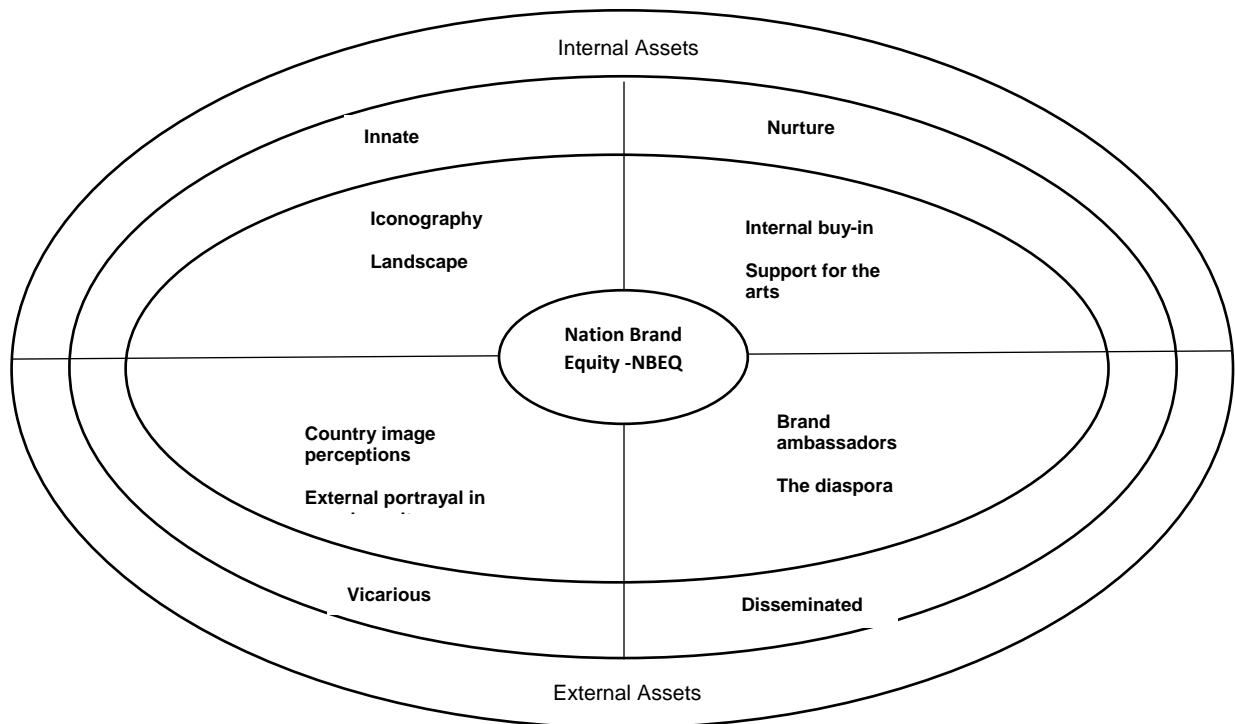 Internal Assets
Innate
Nurture
Iconography
Landscape
Internal buy-in
Support for the
arts
Nation Brand
Equity -NBEQ
Country image
perceptions
External portrayal in
Brand
ambassadors
The diaspora
Vicarious
Disseminated
External Assets